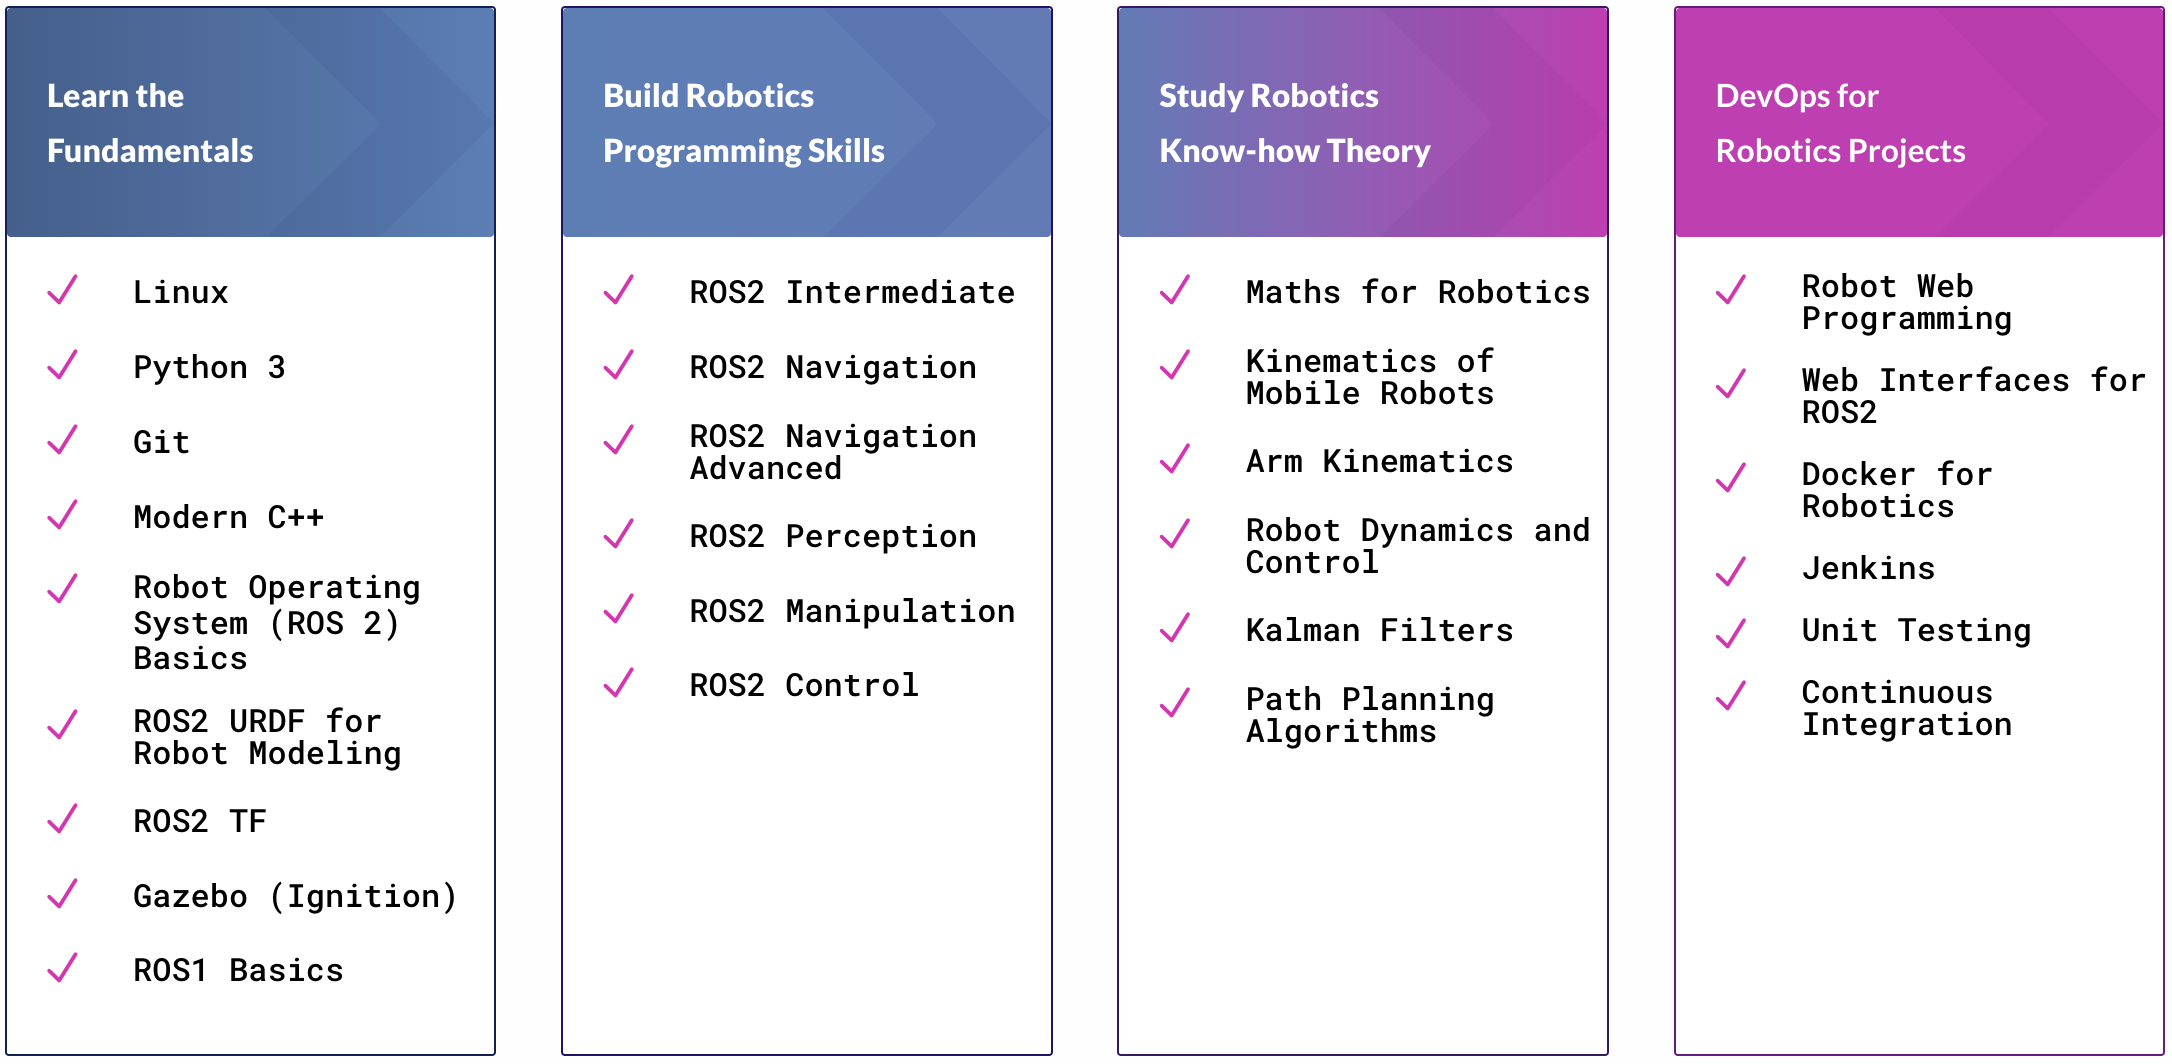 Learn the
Fundamentals
Linux
Python 3
Git
Modern C++
Robot Operating
System (ROS 2)
Basics
ROS2 URDF for
Robot Modeling
ROS2 TF
Gazebo (Ignition)
ROS1 Basics
Build Robotics
Programming Skills
ROS2 Intermediate
ROS2 Navigation
ROS2 Navigation
Advanced
ROS2 Perception
ROS2 Manipulation
ROS2 Control
Study Robotics
Know-how Theory
Maths for Robotics
Kinematics of
Mobile Robots
Arm Kinematics
Robot Dynamics and
Control
Kalman Filters
Path Planning
Algorithms
DevOps for
Robotics Projects
Robot Web
Programming
Web Interfaces for
ROS2
Docker for
Robotics
Jenkins
Unit Testing
Continuous
Integration